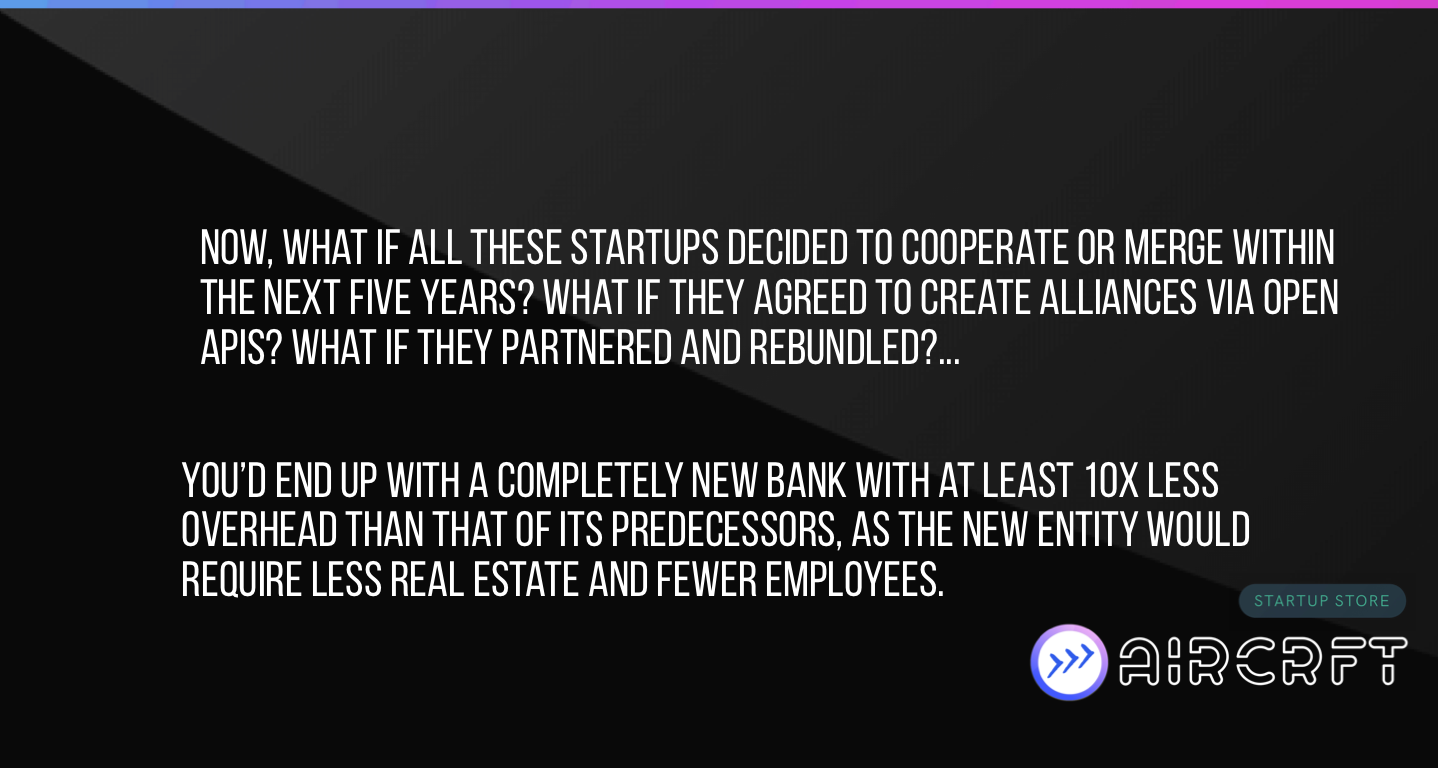 NOW, WHAT IF ALL THESE STARTUPS DECIDED TO COOPERATE OR MERGE WITHIN
THE NEXT FIVE YEARS? WHAT IF THEY AGREED TO CREATE ALLIANCES VIA OPEN
APIS? WHAT IF THEY PARTNERED AND REBUNDLED?...
YOU’D END UP WITH A COMPLETELY NEW BANK WITH AT LEAST 10X LESS
OVERHEAD THAN THAT OF ITS PREDECESSORS, AS THE NEW ENTITY WOULD
REQUIRE LESS REAL ESTATE AND FEWER EMPLOYEES.
STARTUP STORE
AIRCRFT